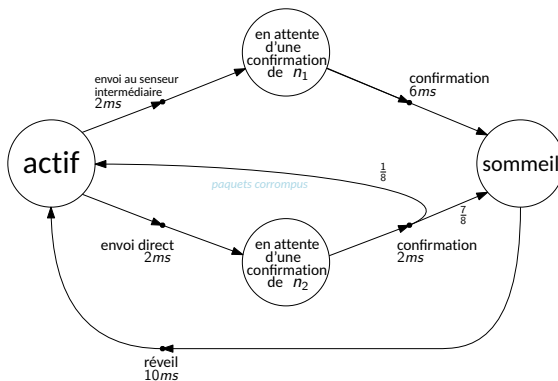 en attente
d'une
confirmation
de n₁
envoi au senseur
intermédiaire
2ms
confirmation
6ms
actif
sommeil
1/8
paquets corrompus
7/8
envoi direct
2ms
en attente
d'une
confirmation
de n₂
confirmation
2ms
réveil
10ms